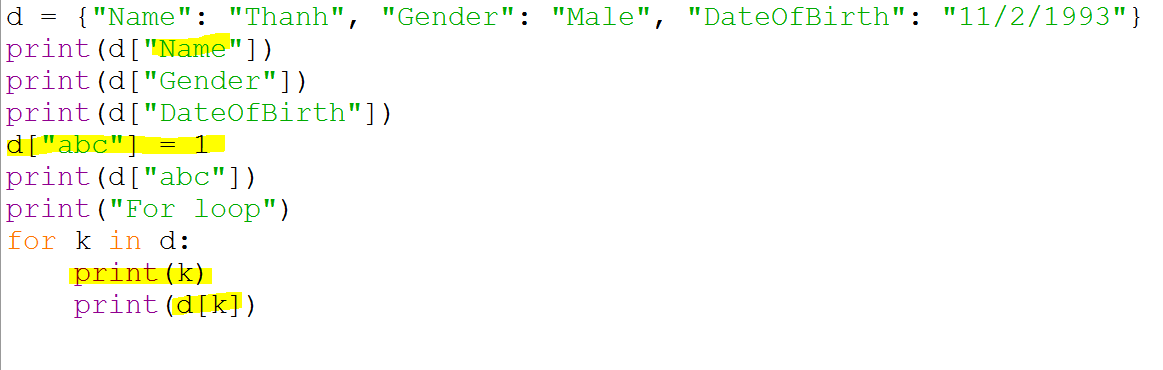 d = {"Name": "Thanh", "Gender": "Male", "DateOfBirth": "11/2/1993"}
print(d["Name"])
print(d["Gender"])
print(d["DateOfBirth"])
d["abc"] = 1
print(d["abc"])
print("For loop")
for k in d:
    print(k)
    print(d[k])